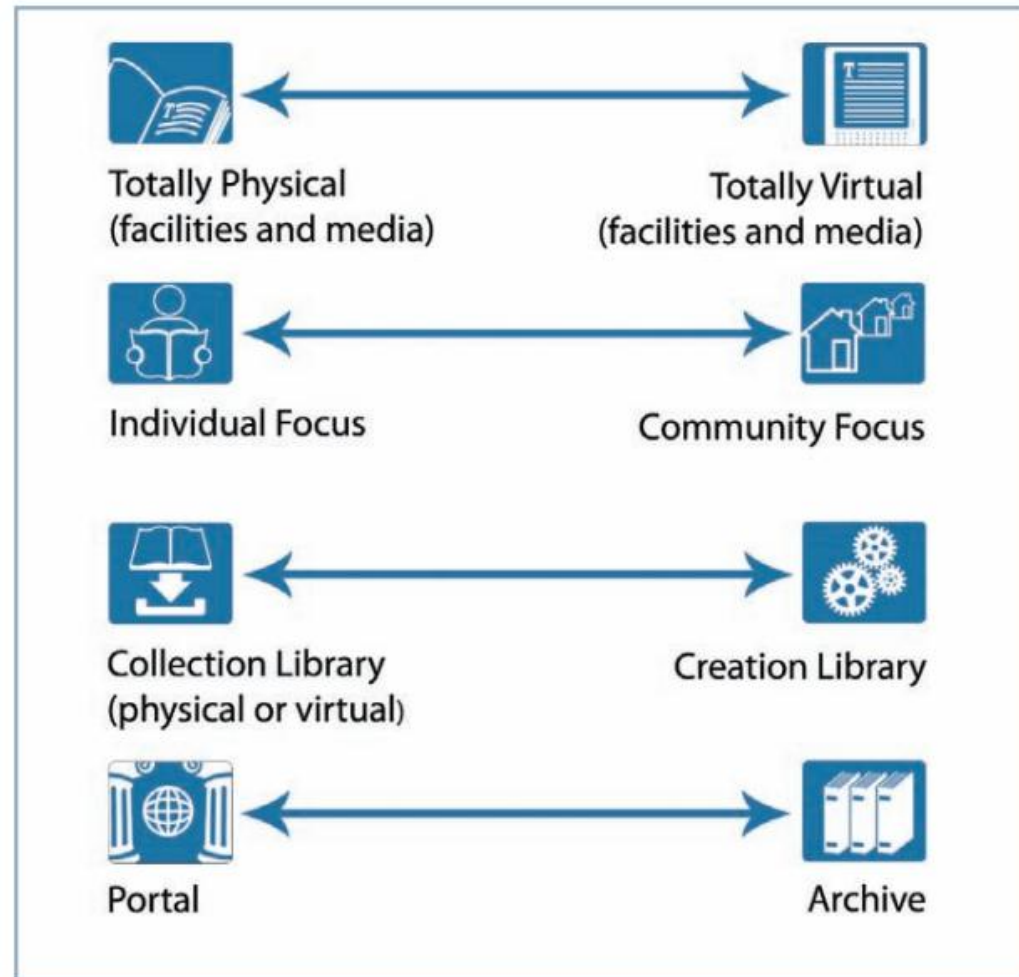 Totally Physical
(facilities and media)
Totally Virtual
(facilities and media)
Individual Focus
Community Focus
Collection Library
(physical or virtual)
Creation Library
Portal
Archive